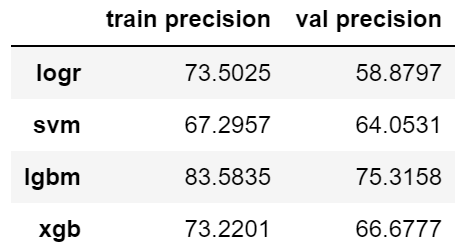 train precision val precision
logr 73.5025 58.8797
svm 67.2957 64.0531
lgbm 83.5835 75.3158
xgb 73.2201 66.6777